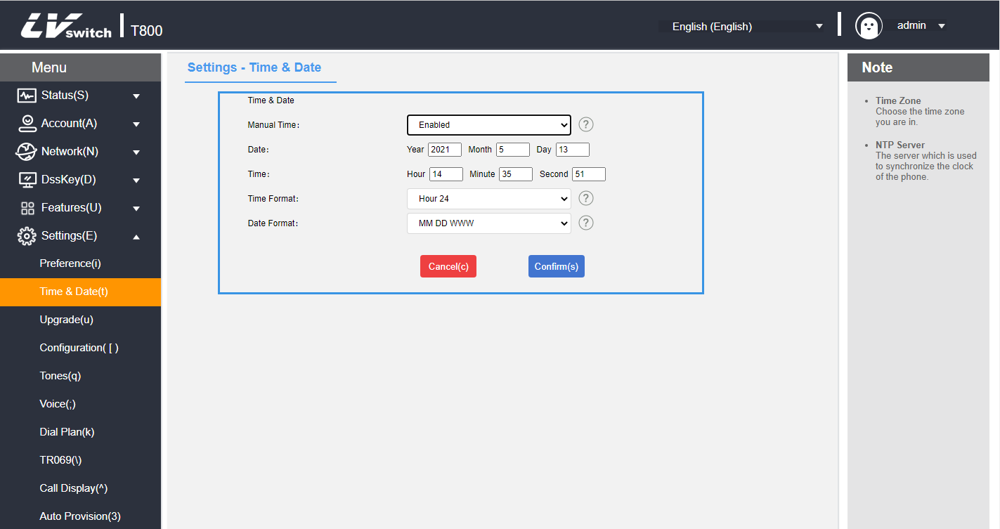 LVswitch T800
English (English)
admin
Menu
Status(S)
Account(A)
Network(N)
DssKey(D)
Features(U)
Settings(E)
Preference(i)
Time & Date(t)
Upgrade(u)
Configuration( [ )
Tones(q)
Voice(;)
Dial Plan(k)
TR069(\)
Call Display(^)
Auto Provision(3)
Settings - Time & Date
Time & Date
Manual Time: Enabled ?
Date: Year 2021 Month 5 Day 13
Time: Hour 14 Minute 35 Second 51
Time Format: Hour 24 ?
Date Format: MM DD WWW ?
Cancel(c) Confirm(s)
Note
• Time Zone
Choose the time zone
you are in.
• NTP Server
The server which is used
to synchronize the clock
of the phone.